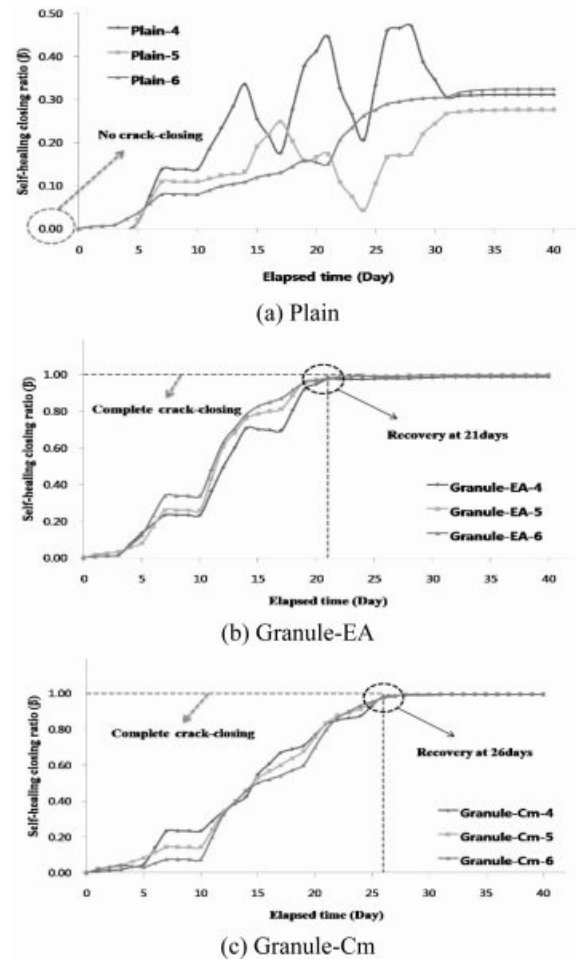 0.50
0.40
0.30
0.20
0.10
0.00
Self-healing closing ratio (β)
Plain-4
Plain-5
Plain-6
No crack-closing
0 5 10 15 20 25 30 35 40
Elapsed time (Day)
(a) Plain
1.00
0.80
0.60
0.40
0.20
0.00
Self-healing closing ratio (β)
Complete crack-closing
Recovery at 21days
Granule-EA-4
Granule-EA-5
Granule-EA-6
0 5 10 15 20 25 30 35 40
Elapsed time (Day)
(b) Granule-EA
1.00
0.80
0.60
0.40
0.20
0.00
Self-healing closing ratio (β)
Complete crack-closing
Recovery at 26days
Granule-Cm-4
Granule-Cm-5
Granule-Cm-6
0 5 10 15 20 25 30 35 40
Elapsed time (Day)
(c) Granule-Cm